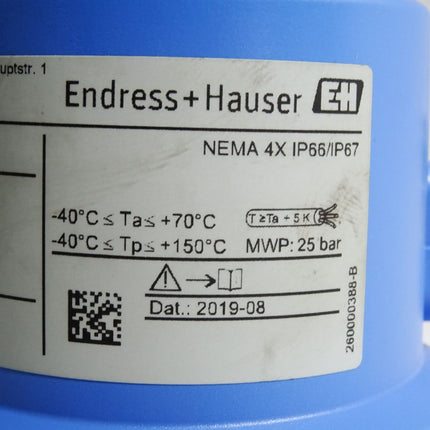 uptstr. 1
Endress+Hauser EH
NEMA 4X IP66/IP67
-40°C ≤ Ta ≤ +70°C T ≥Ta + 5 K
-40°C ≤ Tp ≤ +150°C MWP: 25 bar
Dat.: 2019-08
260000388-B